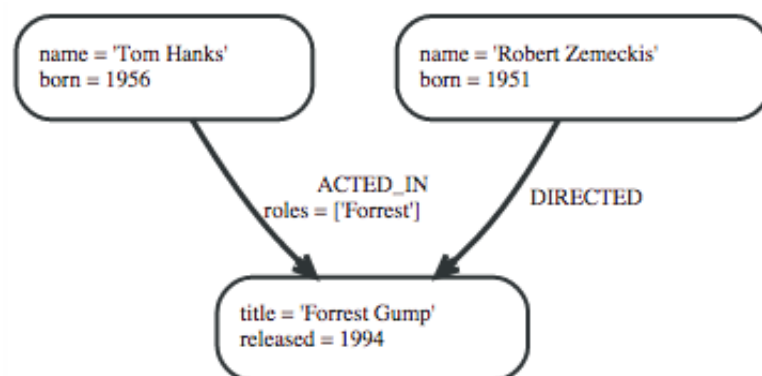 name = 'Tom Hanks'
born = 1956
name = 'Robert Zemeckis'
born = 1951
ACTED_IN
roles = ['Forrest']
DIRECTED
title = 'Forrest Gump'
released = 1994